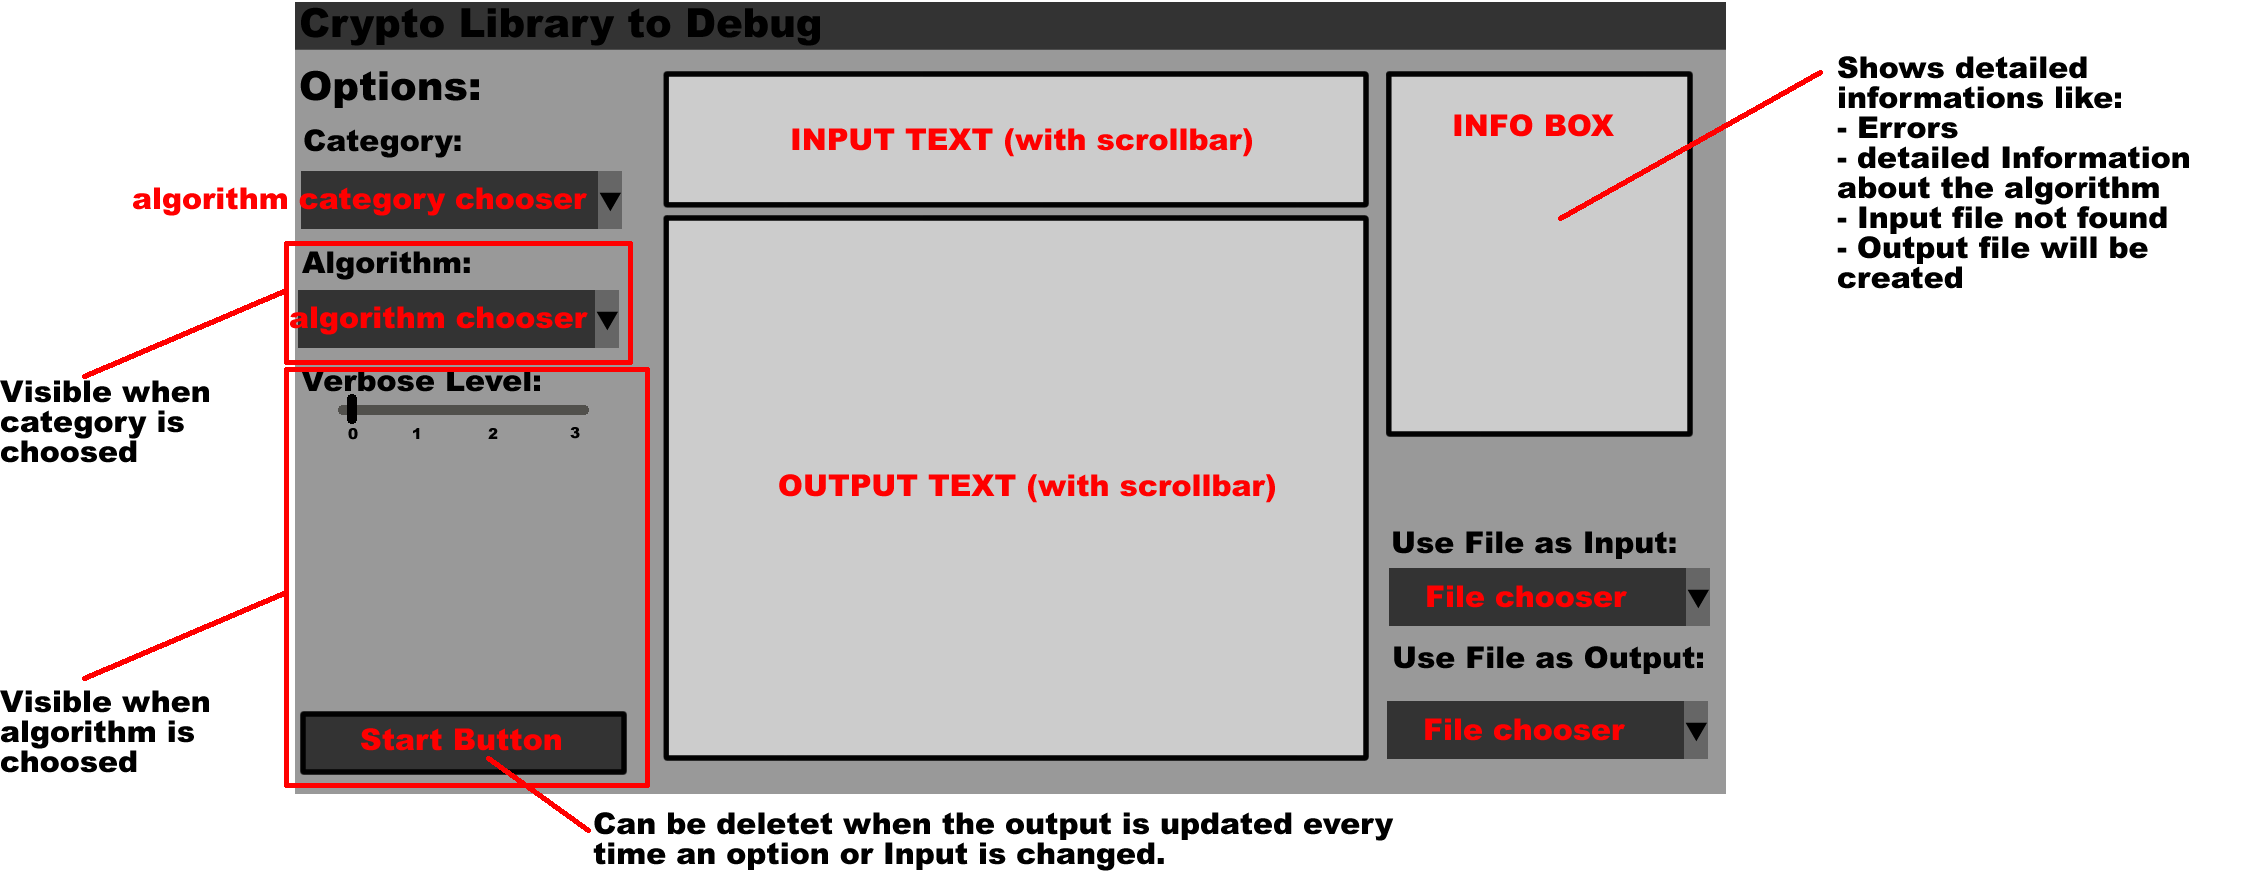 Crypto Library to Debug
Options:
Category:
algorithm category chooser
Algorithm:
algorithm chooser
Verbose Level:
0 1 2 3
Start Button
Visible when
category is
choosed
Visible when
algorithm is
choosed
INPUT TEXT (with scrollbar)
OUTPUT TEXT (with scrollbar)
Can be deletet when the output is updated every
time an option or Input is changed.
INFO BOX
Use File as Input:
File chooser
Use File as Output:
File chooser
Shows detailed
informations like:
- Errors
- detailed Information
about the algorithm
- Input file not found
- Output file will be
created